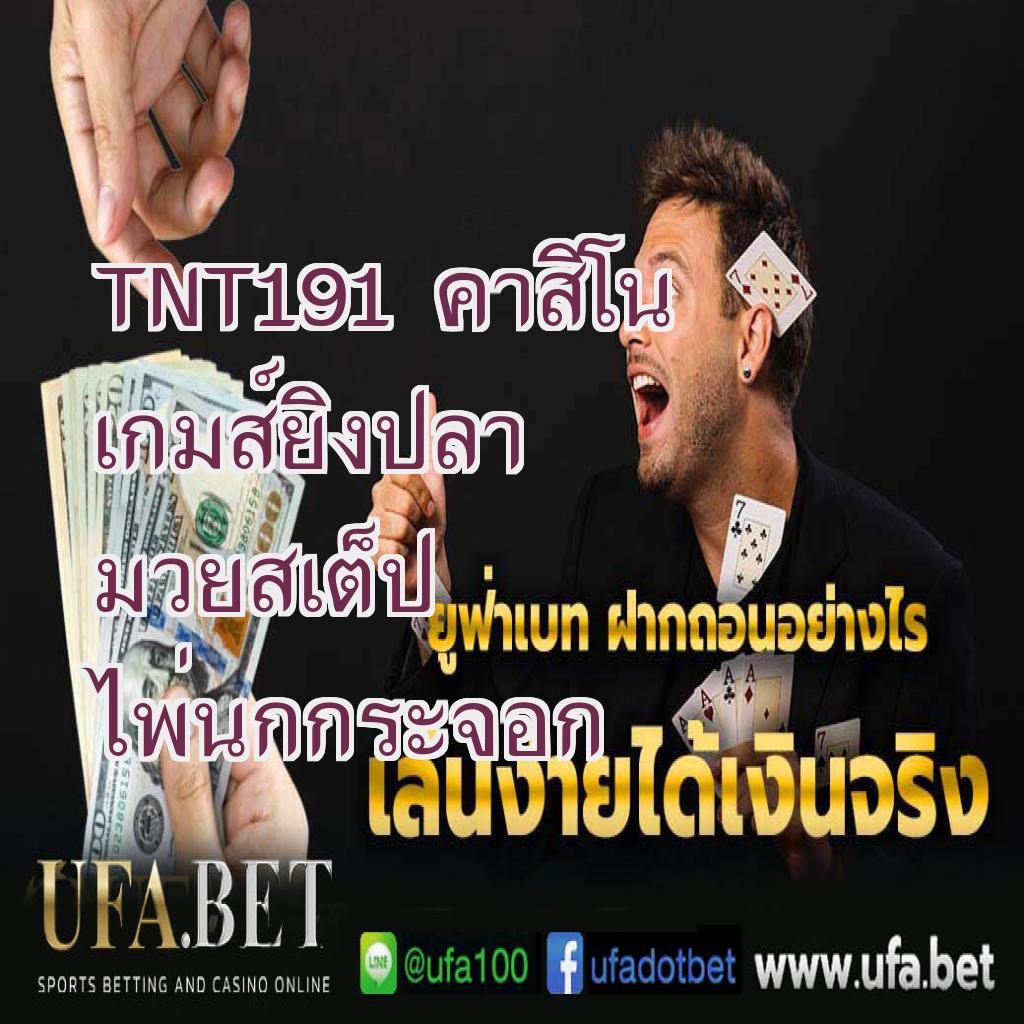 TNT191 คาสิโน
เกมส์ยิงปลา
มวยสเต็ป
ยูฟ่าเบท ฝากถอนอย่างไร
ไพ่นกกระจอก
เล่นง่ายได้เงินจริง
UFA.BET
SPORTS BETTING AND CASINO ONLINE
LINE @ufa100 f ufadotbet www.ufa.bet